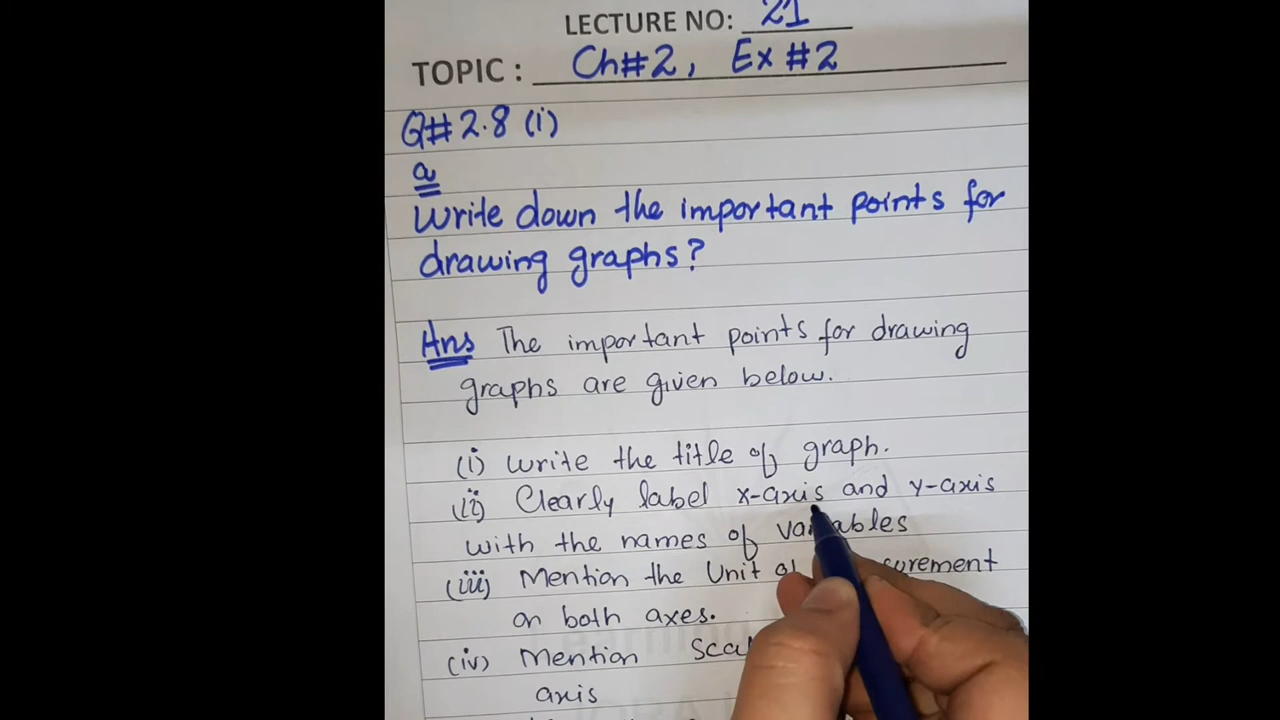 LECTURE NO: 21
TOPIC : Ch#2, Ex #2
Q# 2.8 (i)
a
Write down the important points for
drawing graphs?
Ans The important points for drawing
graphs are given below.
(i) Write the title of graph.
(ii) Clearly label x-axis and y-axis
with the names of variables
(iii) Mention the Unit
on both axes.
(iv) Mention
axis